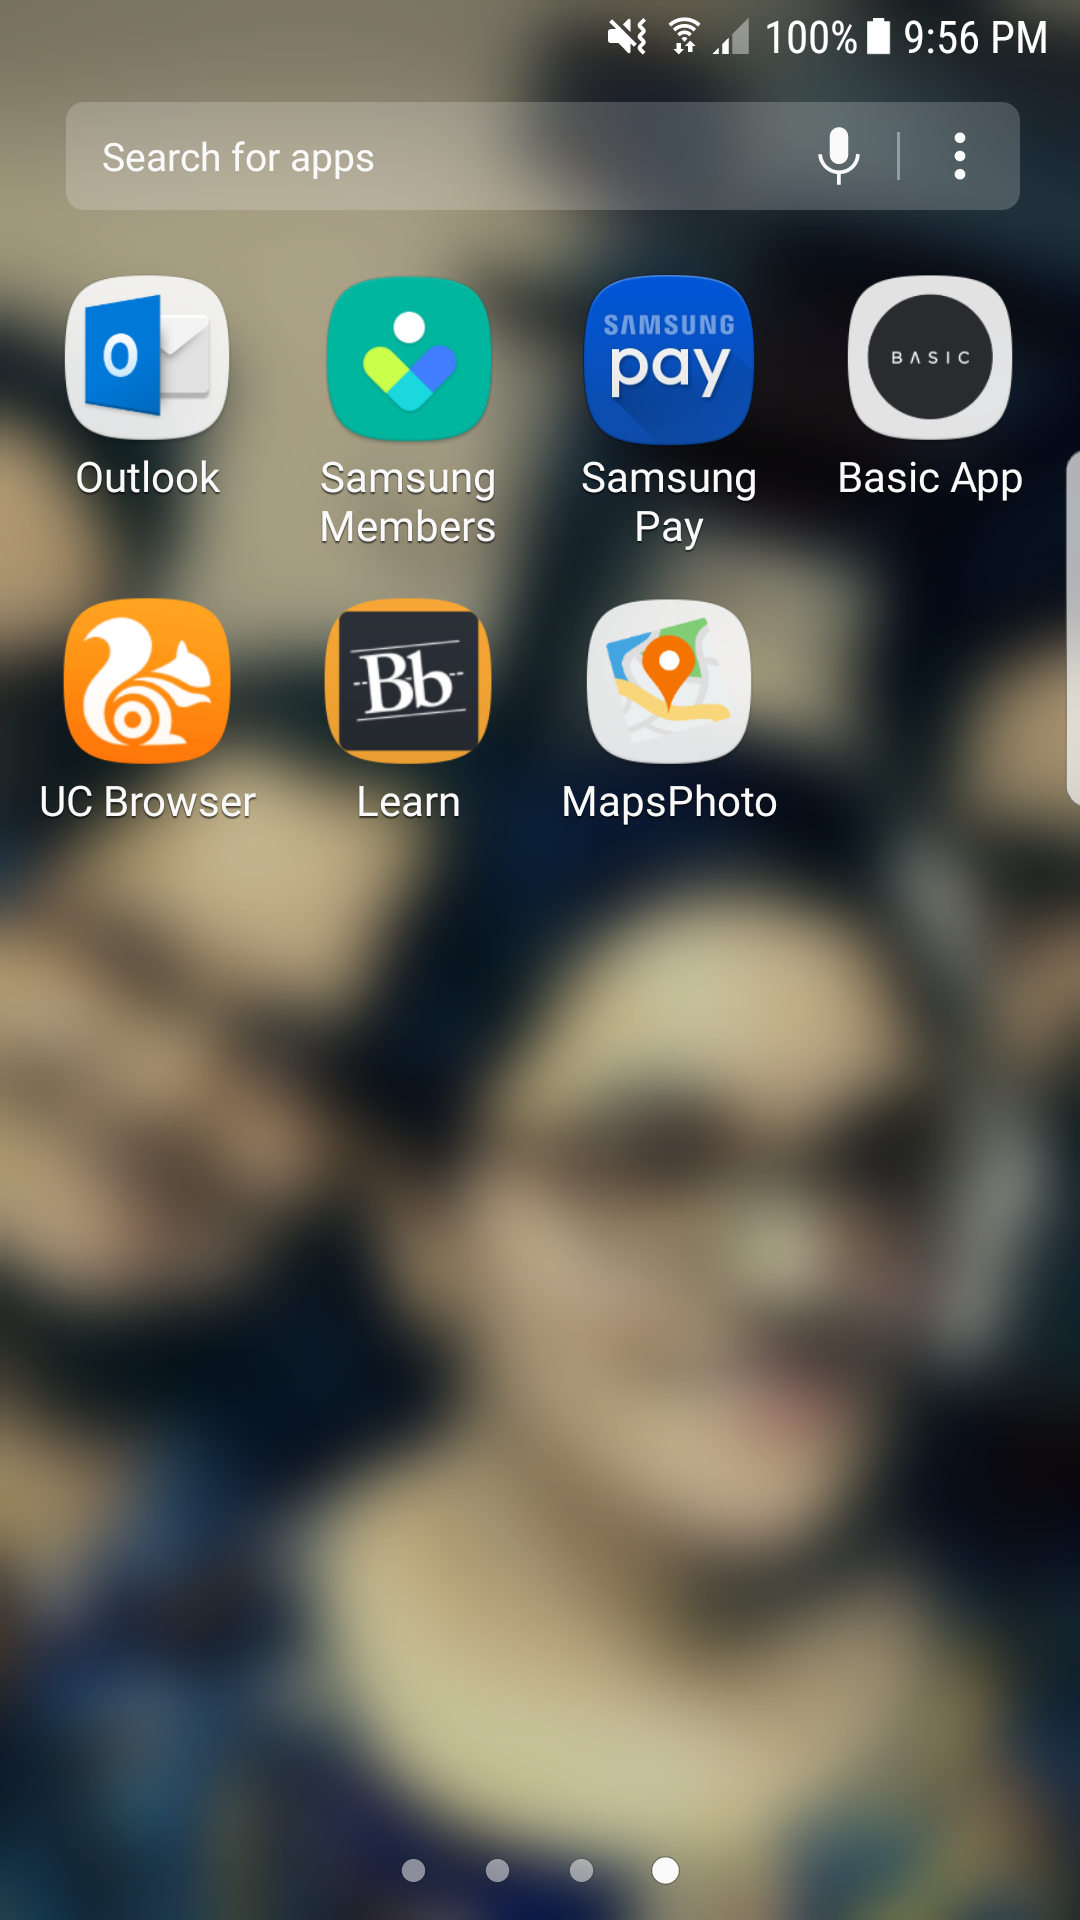 100% 9:56 PM
Search for apps
O
SAMSUNG
pay
BASIC
Outlook
Samsung
Members
Samsung
Pay
Basic App
Bb
UC Browser
Learn
MapsPhoto